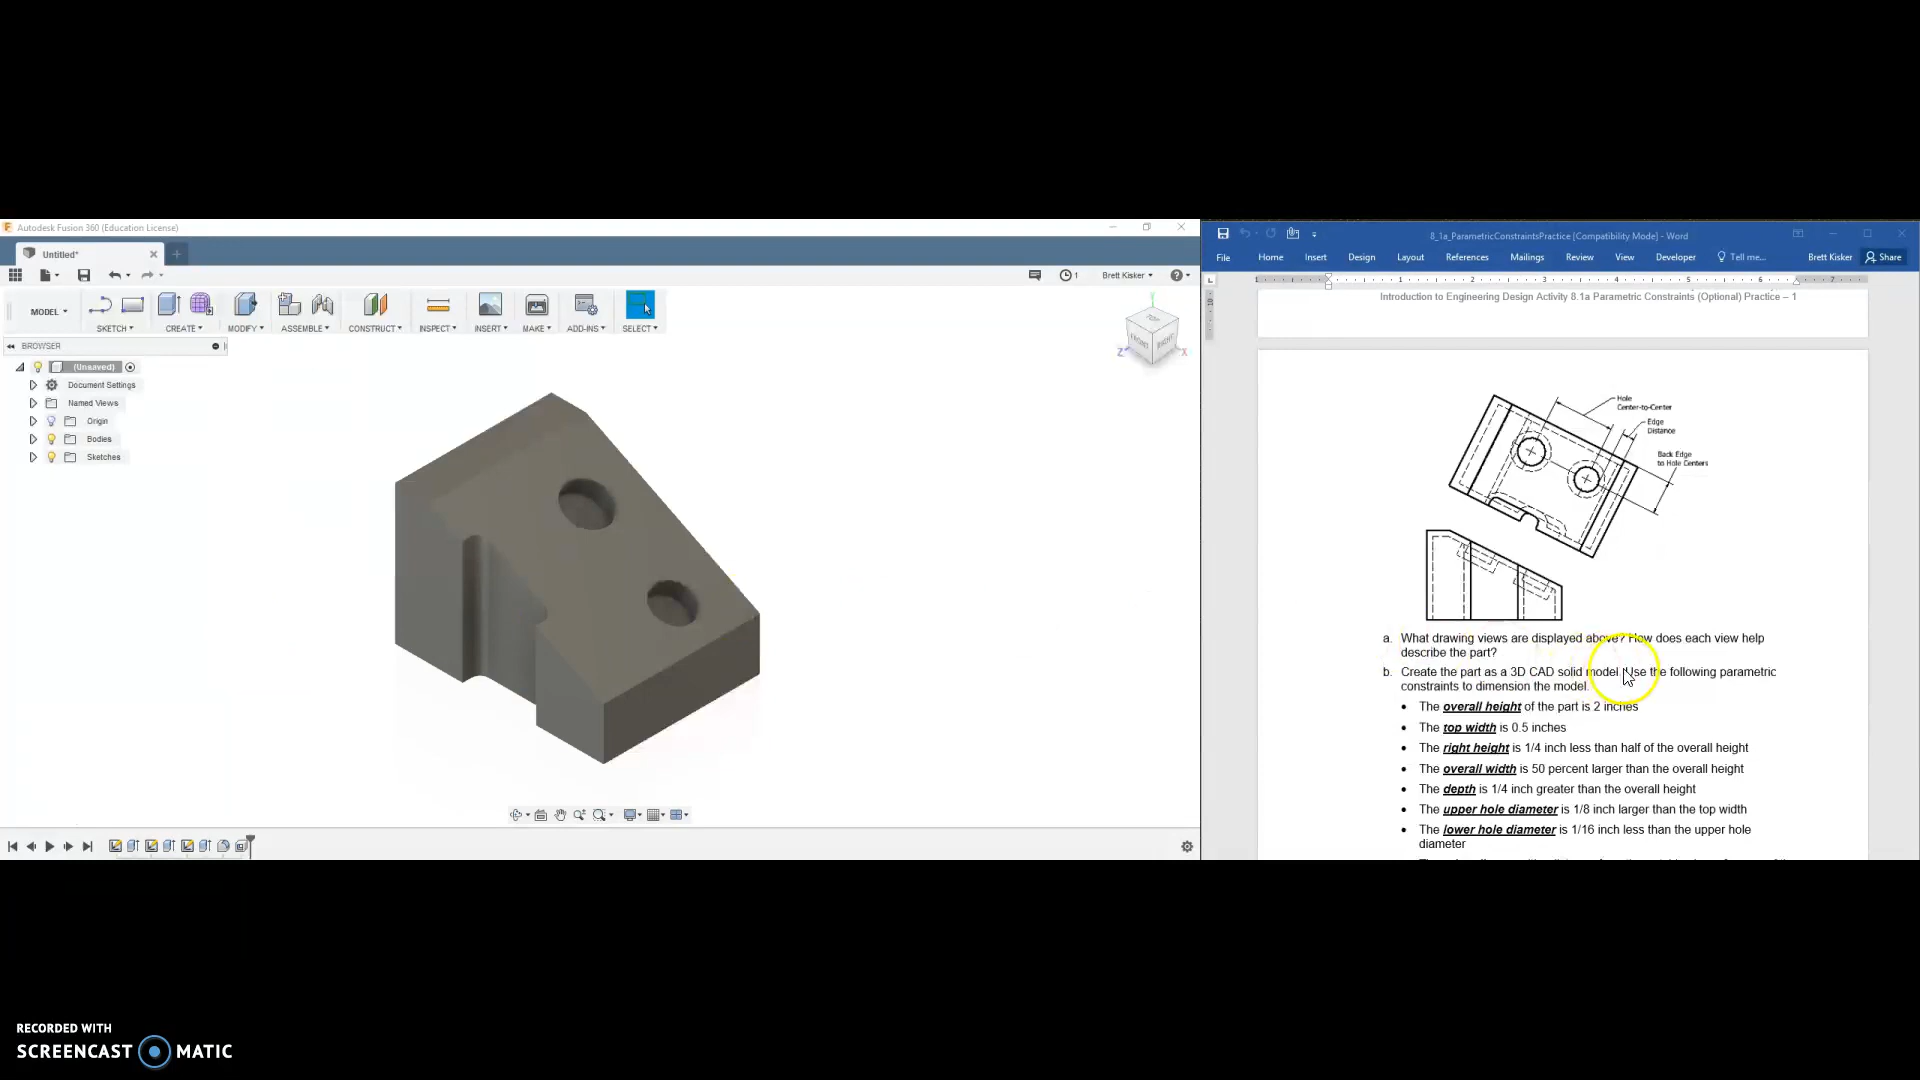 Autodesk Fusion 360 (Education License)
Untitled*
Brett Kisker
MODEL
SKETCH
CREATE
MODIFY
ASSEMBLE
CONSTRUCT
INSPECT
INSERT
MAKE
ADD-INS
SELECT
BROWSER
(Unsaved)
Document Settings
Named Views
Origin
Bodies
Sketches
TOP
FRONT
RIGHT
Y
Z
X
1
8_1a_ParametricConstraintsPractice [Compatibility Mode] - Word
File Home Insert Design Layout References Mailings Review View Developer Tell me... Brett Kisker Share
Introduction to Engineering Design Activity 8.1a Parametric Constraints (Optional) Practice – 1
Hole
Center-to-Center
Edge
Distance
Back Edge
to Hole Centers
a. What drawing views are displayed above? How does each view help
describe the part?
b. Create the part as a 3D CAD solid model. Use the following parametric
constraints to dimension the model.
• The overall height of the part is 2 inches
• The top width is 0.5 inches
• The right height is 1/4 inch less than half of the overall height
• The overall width is 50 percent larger than the overall height
• The depth is 1/4 inch greater than the overall height
• The upper hole diameter is 1/8 inch larger than the top width
• The lower hole diameter is 1/16 inch less than the upper hole
diameter
RECORDED WITH
SCREENCAST MATIC